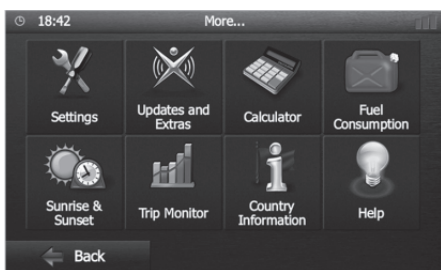 18:42 More...
Settings
Updates and
Extras
Calculator
Fuel
Consumption
Sunrise &
Sunset
Trip Monitor
Country
Information
Help
Back